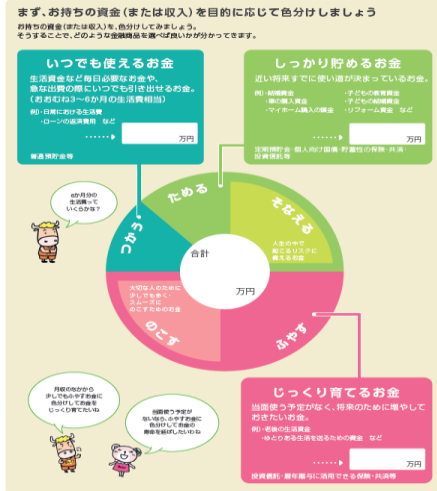 まず、お持ちの資金(または収入)を目的に応じて色分けしましょう
お持ちの資金(または収入)を、色分けしてみましょう。
そうすることで、どのような金融商品を選べば良いかが分かってきます。
いつでも使えるお金
生活資金など毎日必要なお金や、
急な出費の際にいつでも引き出せるお金。
(おおむね3〜6か月の生活費相当)
例)・日常における生活費
・ローンの返済費用 など
万円
普通預貯金等
しっかり貯めるお金
近い将来すでに使い道が決まっているお金。
例)・結婚資金
・子どもの教育資金
・車の購入資金
・子どもの結婚資金
・マイホーム購入の頭金
・リフォーム資金 など
万円
定期預貯金・個人向け国債・貯蓄性の保険・共済・
投資信託等
6か月分の
生活費って
いくらかな?
つかう
ためる
そなえる
人生の中で
起こるリスクに
備えるお金
合計
万円
大切な人のために
少しでも多く・
スムーズに
のこすためのお金
のこす
ふやす
じっくり育てるお金
当面使う予定がなく、将来のために増やして
おきたいお金。
例)・老後の生活資金
・ゆとりある生活を送るための資金 など
万円
投資信託・暦年贈与に活用できる保険・共済等
月収のなかから
少しでもふやすお金に
色分けしてお金を
じっくり育てたいね
当面使う予定が
ないなら、ふやすお金に
色分けしてお金の
寿命を延ばしたいわね